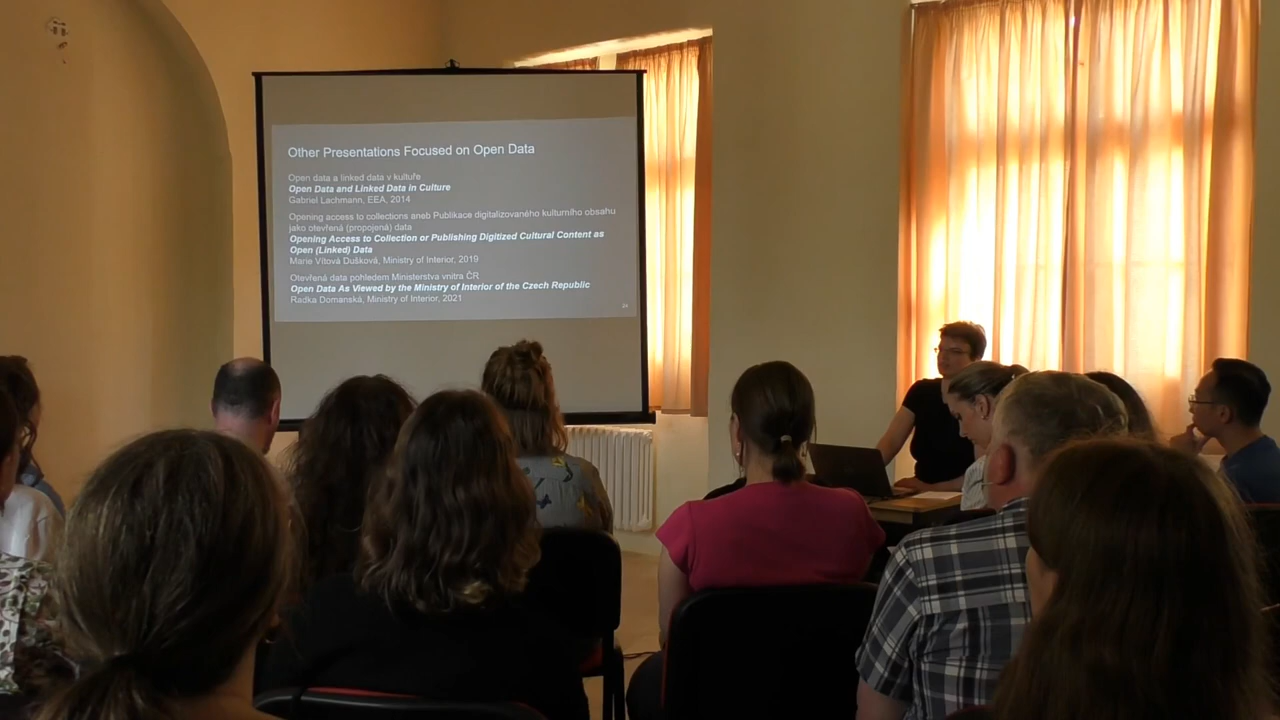 Other Presentations Focused on Open Data
Open data a linked data v kultuře
Open Data and Linked Data in Culture
Gabriel Lachmann, EEA, 2014
Opening access to collections aneb Publikace digitalizovaného kulturního obsahu
jako otevřená (propojená) data
Opening Access to Collection or Publishing Digitized Cultural Content as
Open (Linked) Data
Marie Vítová Dušková, Ministry of Interior, 2019
Otevřená data pohledem Ministerstva vnitra ČR
Open Data As Viewed by the Ministry of Interior of the Czech Republic
Radka Domanská, Ministry of Interior, 2021